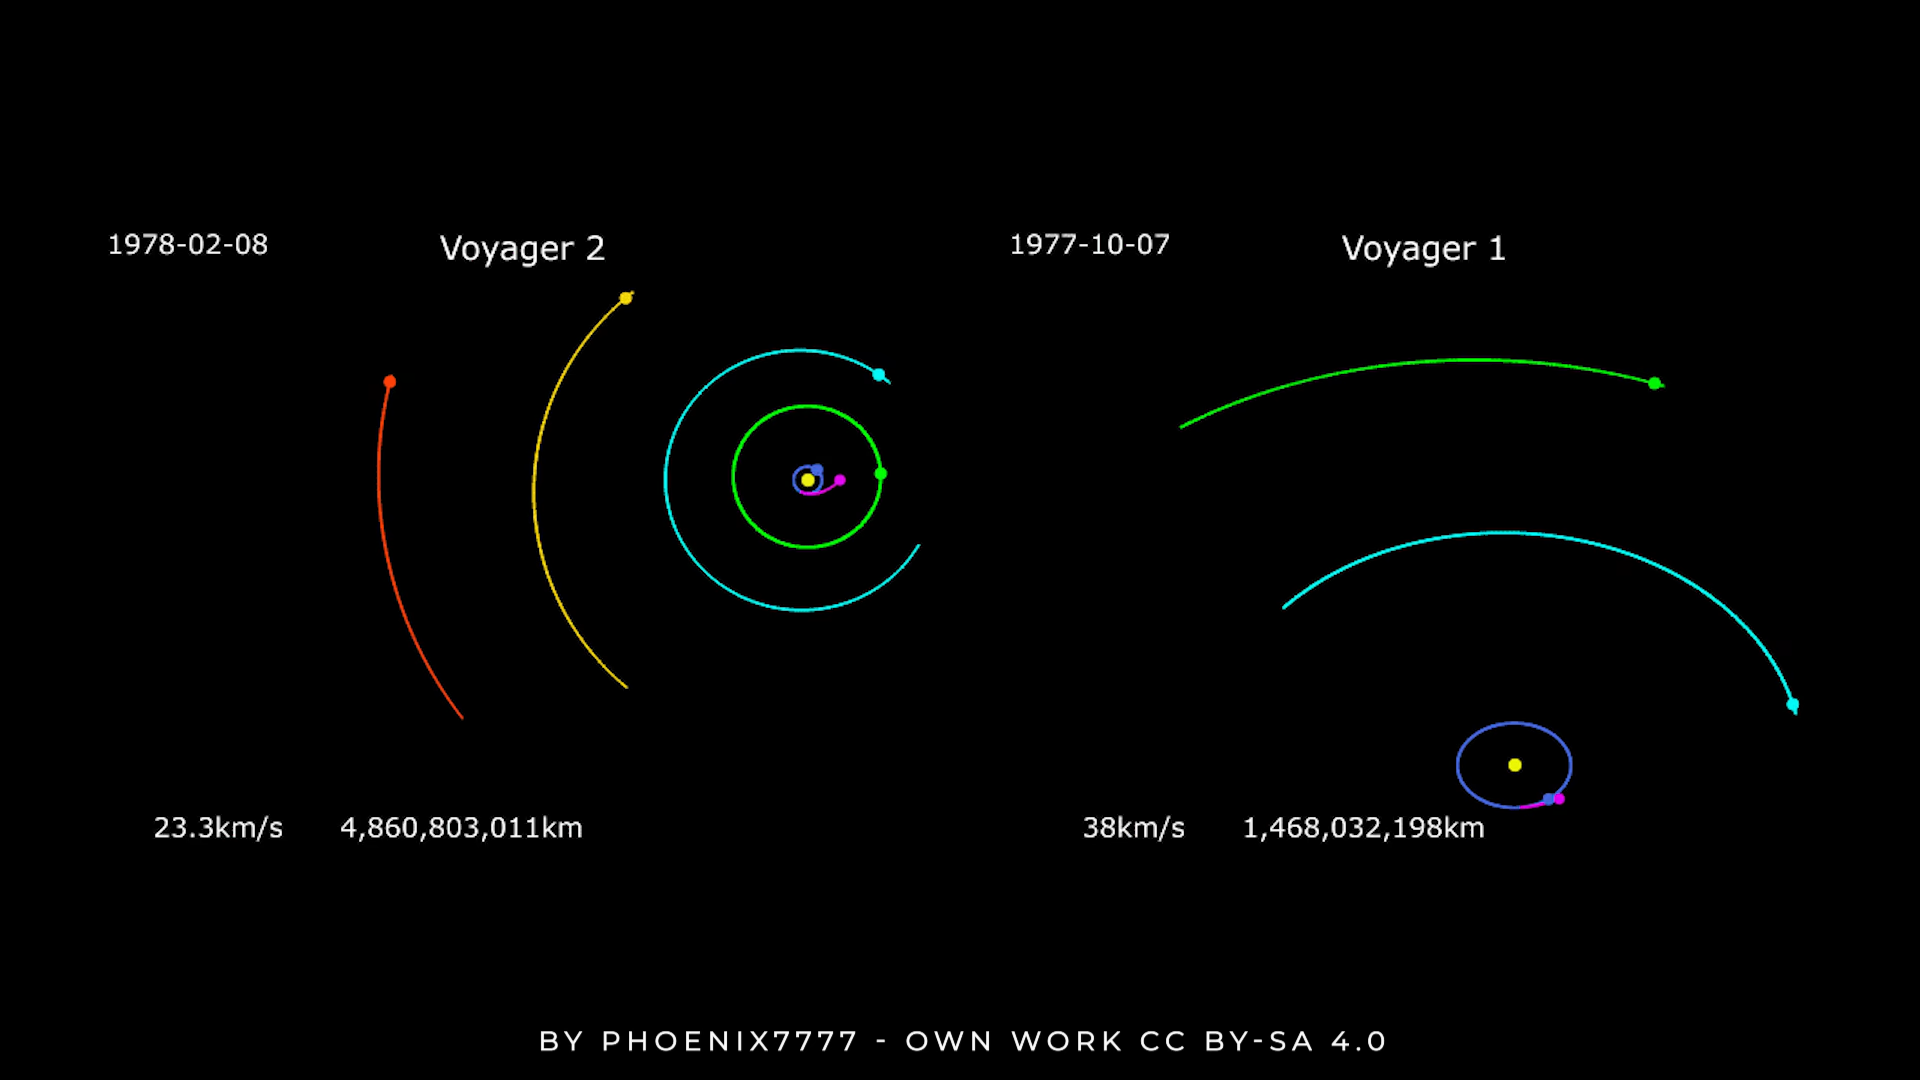 1978-02-08
Voyager 2
23.3km/s
4,860,803,011km
1977-10-07
Voyager 1
38km/s
1,468,032,198km
BY PHOENIX7777 - OWN WORK CC BY-SA 4.0